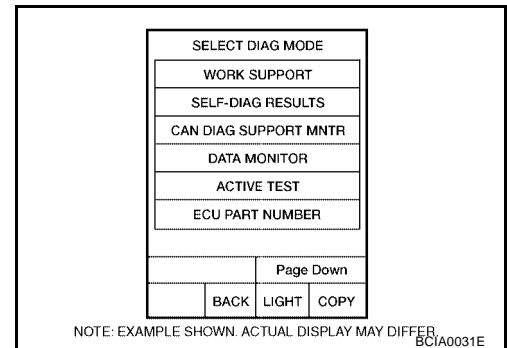 SELECT DIAG MODE
WORK SUPPORT
SELF-DIAG RESULTS
CAN DIAG SUPPORT MNTR
DATA MONITOR
ACTIVE TEST
ECU PART NUMBER
Page Down
BACK LIGHT COPY
NOTE: EXAMPLE SHOWN. ACTUAL DISPLAY MAY DIFFER.
BCIA0031E